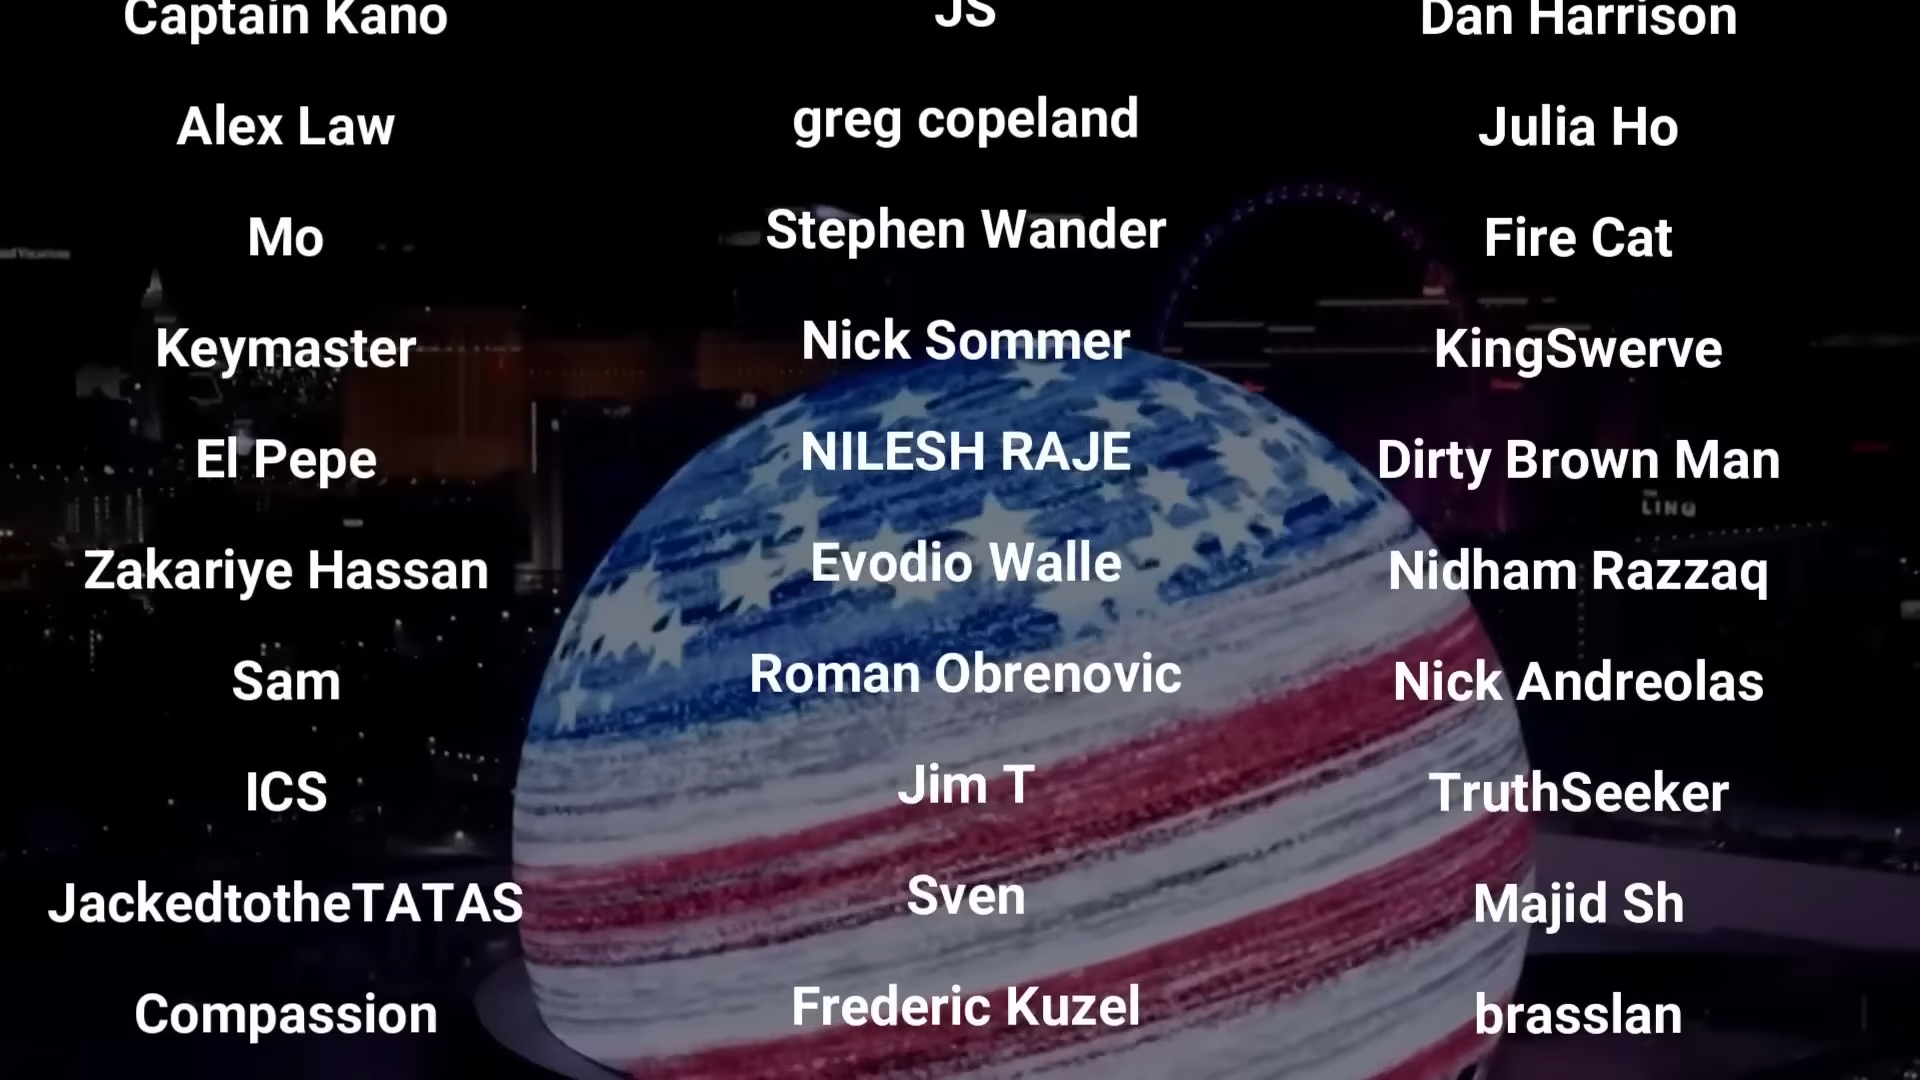 Captain Kano
Alex Law
Mo
Keymaster
El Pepe
Zakariye Hassan
Sam
ICS
JackedtotheTATAS
Compassion
JS
greg copeland
Stephen Wander
Nick Sommer
NILESH RAJE
Evodio Walle
Roman Obrenovic
Jim T
Sven
Frederic Kuzel
Dan Harrison
Julia Ho
Fire Cat
KingSwerve
Dirty Brown Man
THE
LINQ
Nidham Razzaq
Nick Andreolas
TruthSeeker
Majid Sh
brasslan